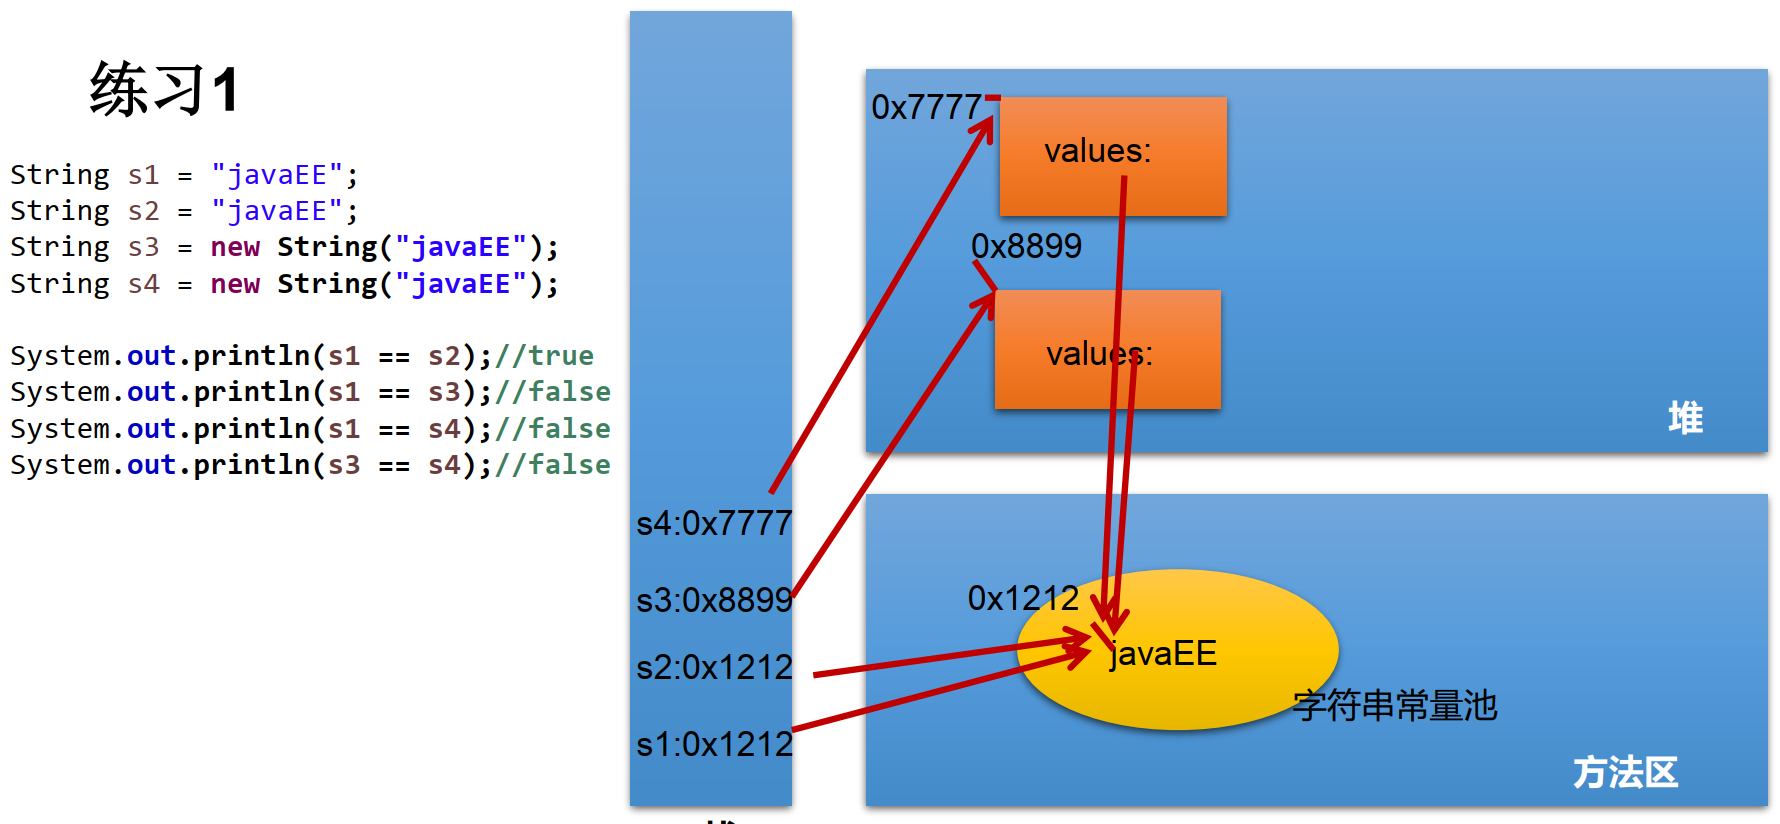 练习1
String s1 = "javaEE";
String s2 = "javaEE";
String s3 = new String("javaEE");
String s4 = new String("javaEE");
System.out.println(s1 == s2);//true
System.out.println(s1 == s3);//false
System.out.println(s1 == s4);//false
System.out.println(s3 == s4);//false
s4:0x7777
s3:0x8899
s2:0x1212
s1:0x1212
0x7777
values:
0x8899
values:
堆
0x1212
javaEE
字符串常量池
方法区